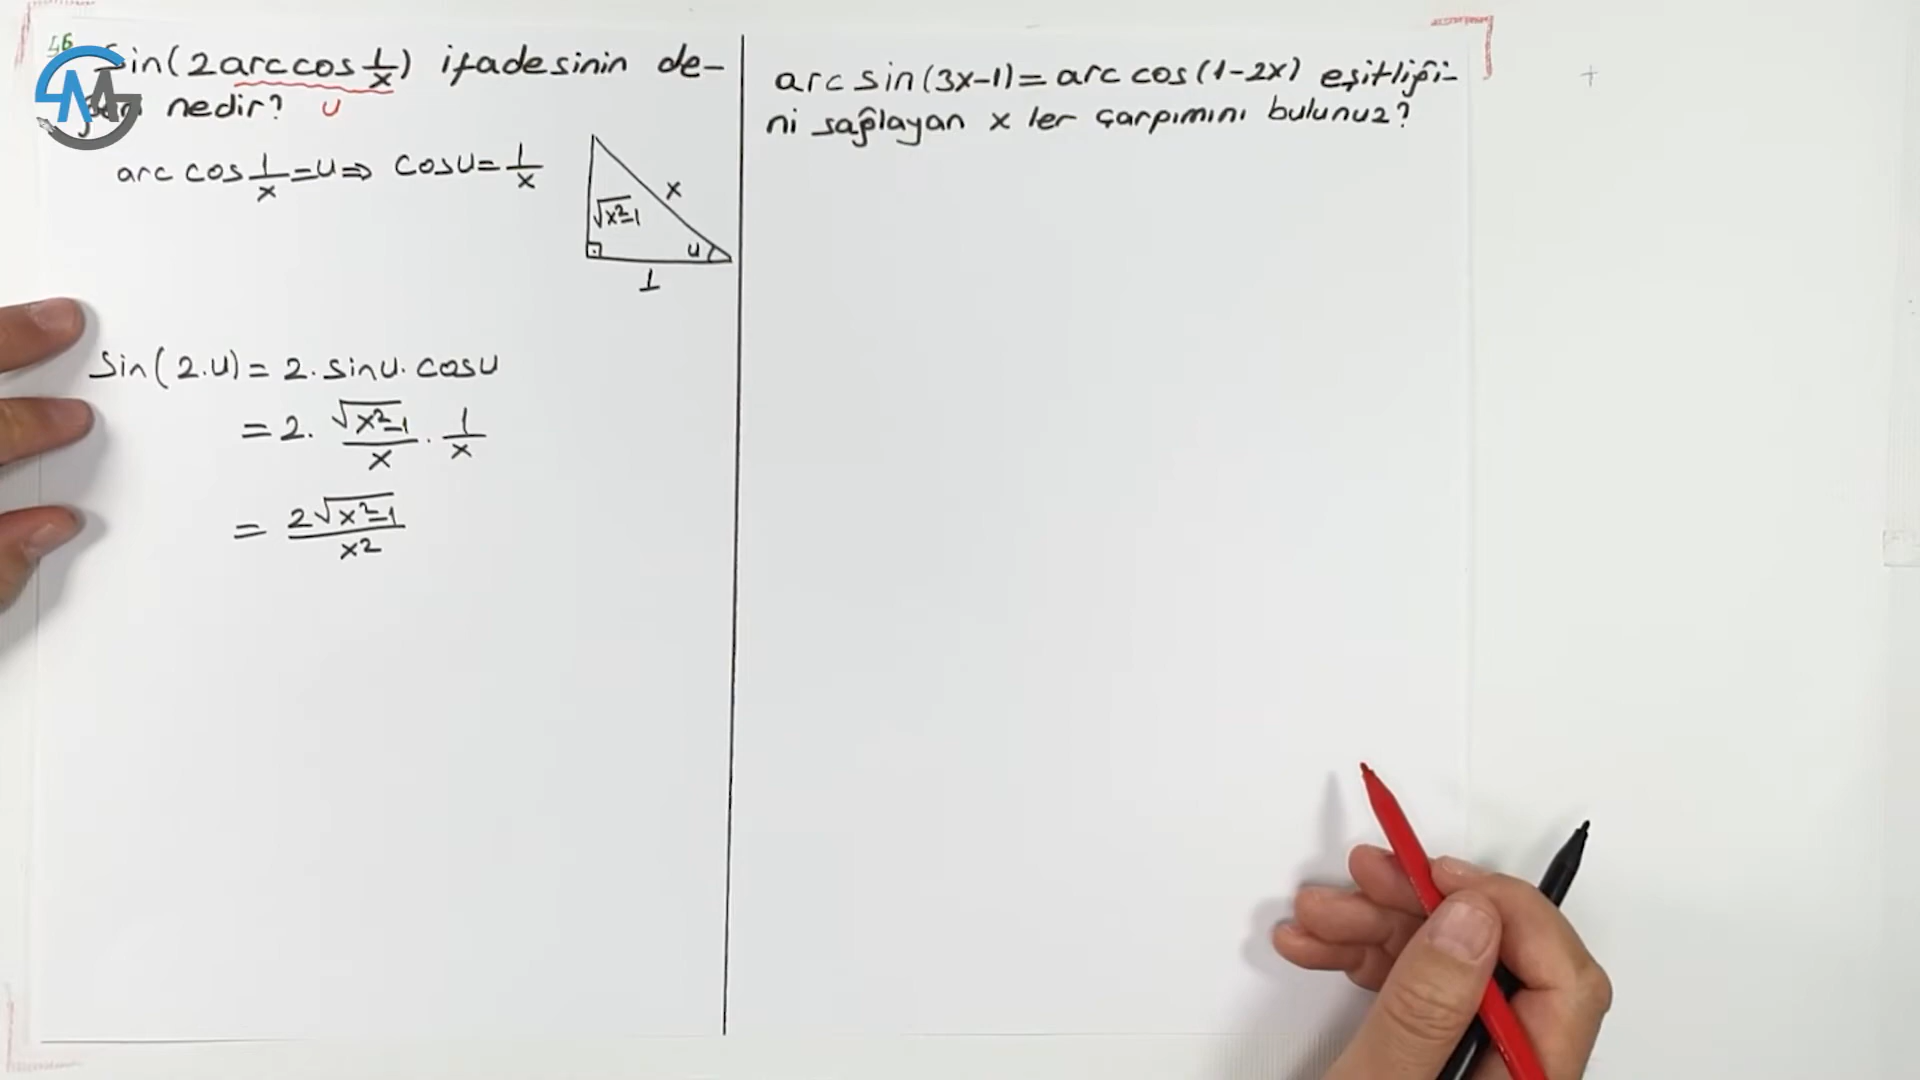 46
Sin(2arccos 1/x) ifadesinin de-
nedir? u
arc cos 1/x = u ⇒ cosu = 1/x
x
√x²-1
u
1
Sin(2.u) = 2. sinu. cosu
= 2. √x²-1/x . 1/x
= 2√x²-1/x²
arc sin(3x-1) = arc cos(1-2x) eşitliği-
ni sağlayan x ler çarpımını bulunuz?